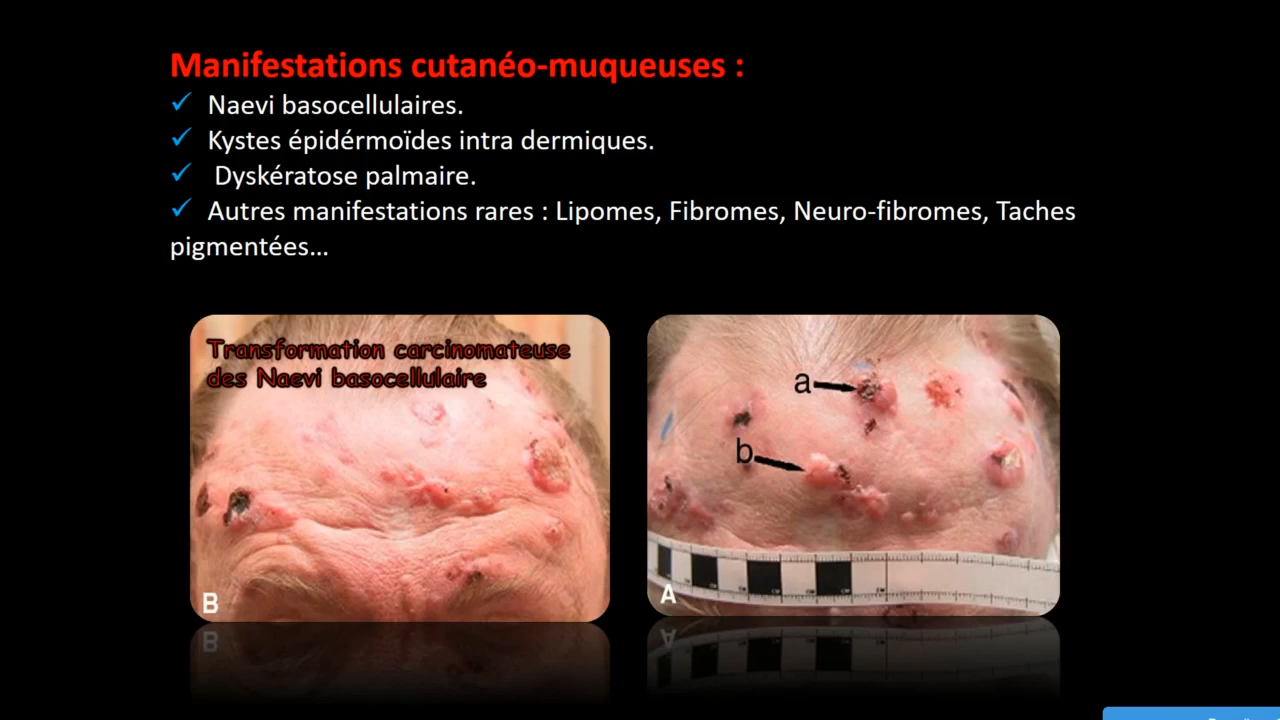 Manifestations cutanéo-muqueuses :
✓ Naevi basocellulaires.
✓ Kystes épidérmoïdes intra dermiques.
✓ Dyskératose palmaire.
✓ Autres manifestations rares : Lipomes, Fibromes, Neuro-fibromes, Taches
pigmentées...
Transformation carcinomateuse
des Naevi basocellulaire
B
a
b
A